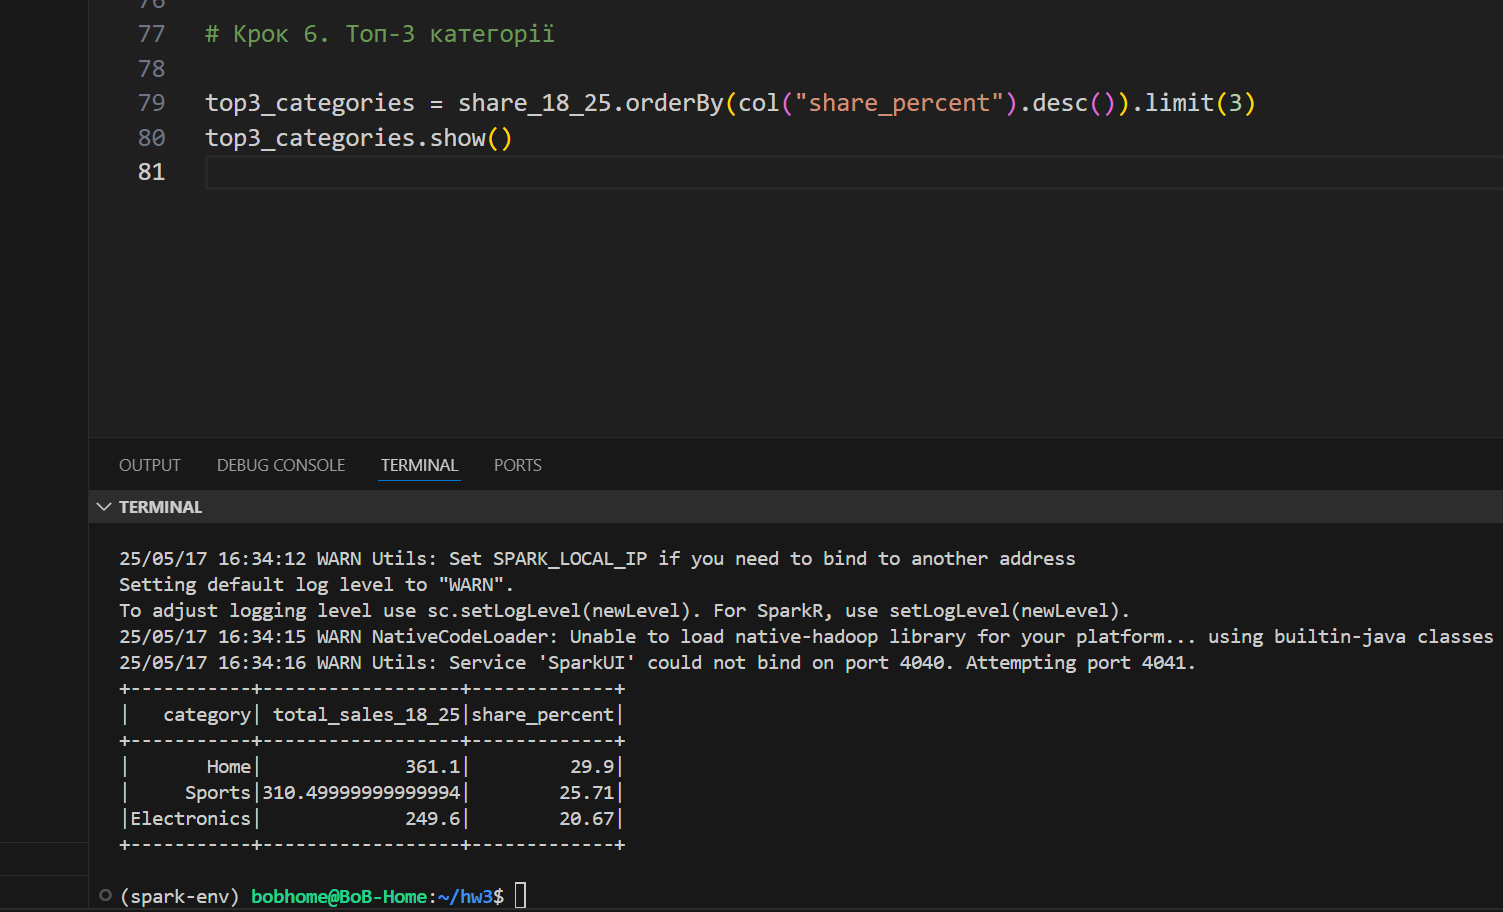 76
77 # Крок 6. Топ-3 категорії
78
79 top3_categories = share_18_25.orderBy(col("share_percent").desc()).limit(3)
80 top3_categories.show()
81
OUTPUT DEBUG CONSOLE TERMINAL PORTS
TERMINAL
25/05/17 16:34:12 WARN Utils: Set SPARK_LOCAL_IP if you need to bind to another address
Setting default log level to "WARN".
To adjust logging level use sc.setLogLevel(newLevel). For SparkR, use setLogLevel(newLevel).
25/05/17 16:34:15 WARN NativeCodeLoader: Unable to load native-hadoop library for your platform... using builtin-java classes
25/05/17 16:34:16 WARN Utils: Service 'SparkUI' could not bind on port 4040. Attempting port 4041.
+-----------+------------------+-------------+
|   category| total_sales_18_25|share_percent|
+-----------+------------------+-------------+
|       Home|             361.1|         29.9|
|     Sports|310.49999999999994|        25.71|
|Electronics|             249.6|        20.67|
+-----------+------------------+-------------+
(spark-env) bobhome@BoB-Home:~/hw3$